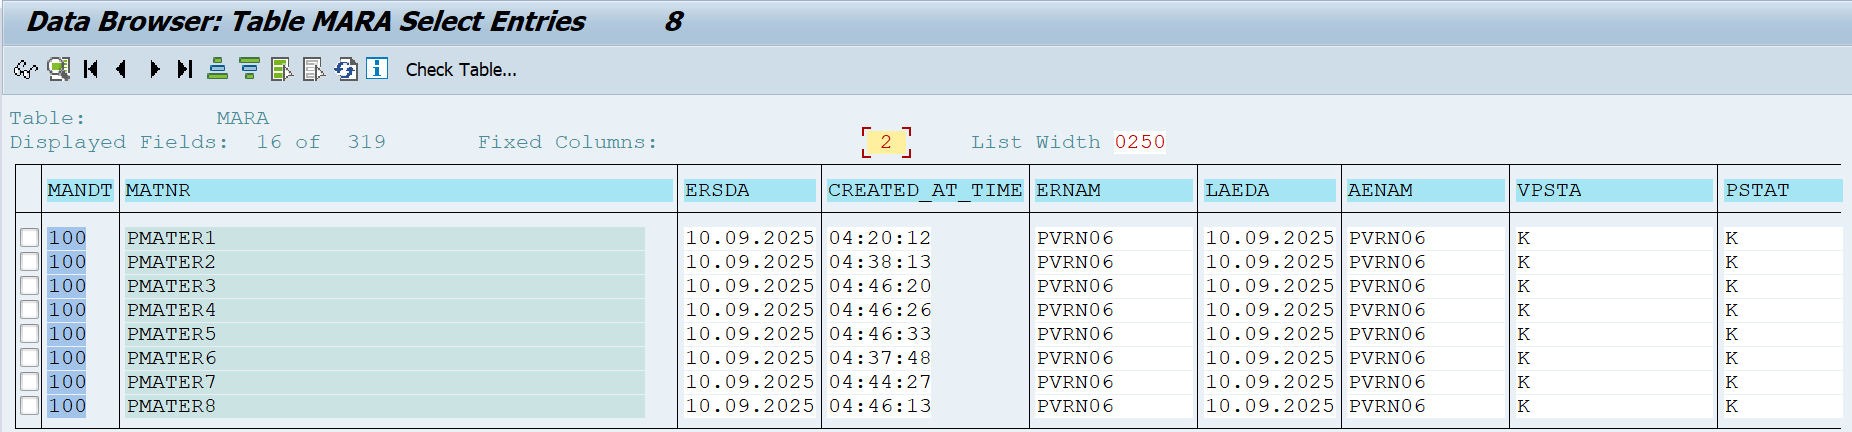 Data Browser: Table MARA Select Entries 8
Check Table...
Table: MARA
Displayed Fields: 16 of 319 Fixed Columns: 2 List Width 0250
MANDT MATNR ERSDA CREATED_AT_TIME ERNAM LAEDA AENAM VPSTA PSTAT
100 PMATER1 10.09.2025 04:20:12 PVRN06 10.09.2025 PVRN06 K K
100 PMATER2 10.09.2025 04:38:13 PVRN06 10.09.2025 PVRN06 K K
100 PMATER3 10.09.2025 04:46:20 PVRN06 10.09.2025 PVRN06 K K
100 PMATER4 10.09.2025 04:46:26 PVRN06 10.09.2025 PVRN06 K K
100 PMATER5 10.09.2025 04:46:33 PVRN06 10.09.2025 PVRN06 K K
100 PMATER6 10.09.2025 04:37:48 PVRN06 10.09.2025 PVRN06 K K
100 PMATER7 10.09.2025 04:44:27 PVRN06 10.09.2025 PVRN06 K K
100 PMATER8 10.09.2025 04:46:13 PVRN06 10.09.2025 PVRN06 K K